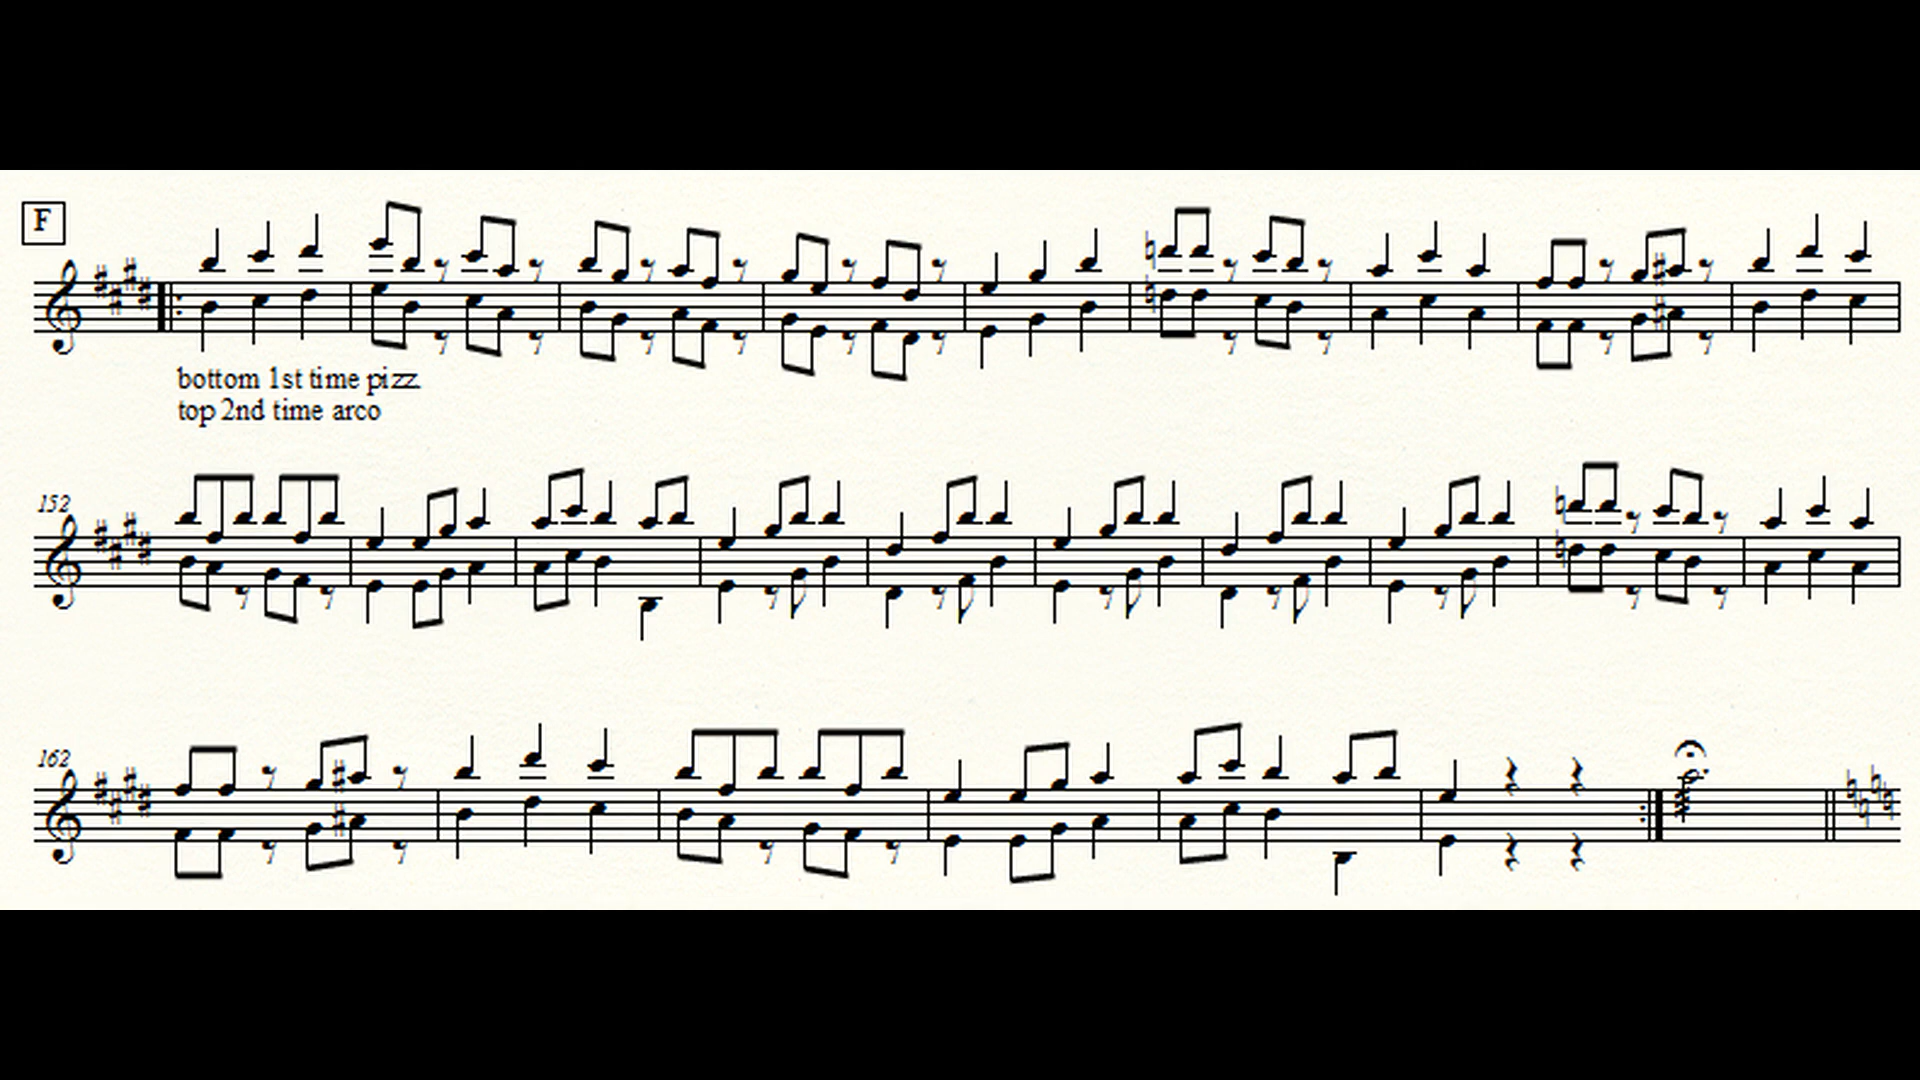 F
bottom 1st time pizz.
top 2nd time arco
152
162